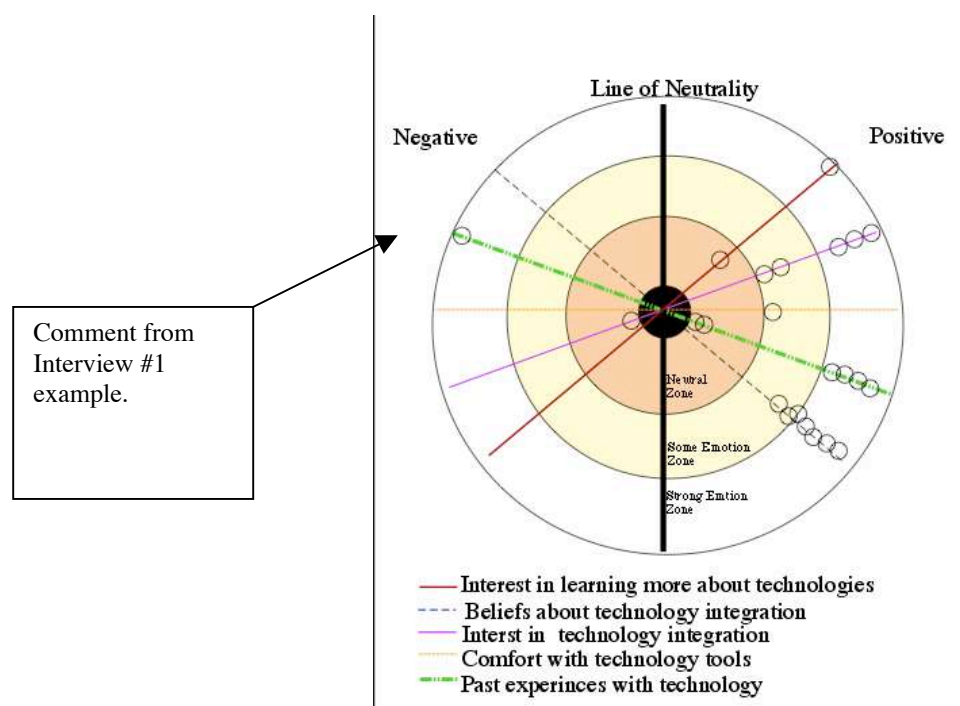 Line of Neutrality
Negative
Positive
Comment from
Interview #1
example.
Neutral
Zone
Some Emotion
Zone
Strong Emtion
Zone
Interest in learning more about technologies
Beliefs about technology integration
Interst in technology integration
Comfort with technology tools
Past experinces with technology